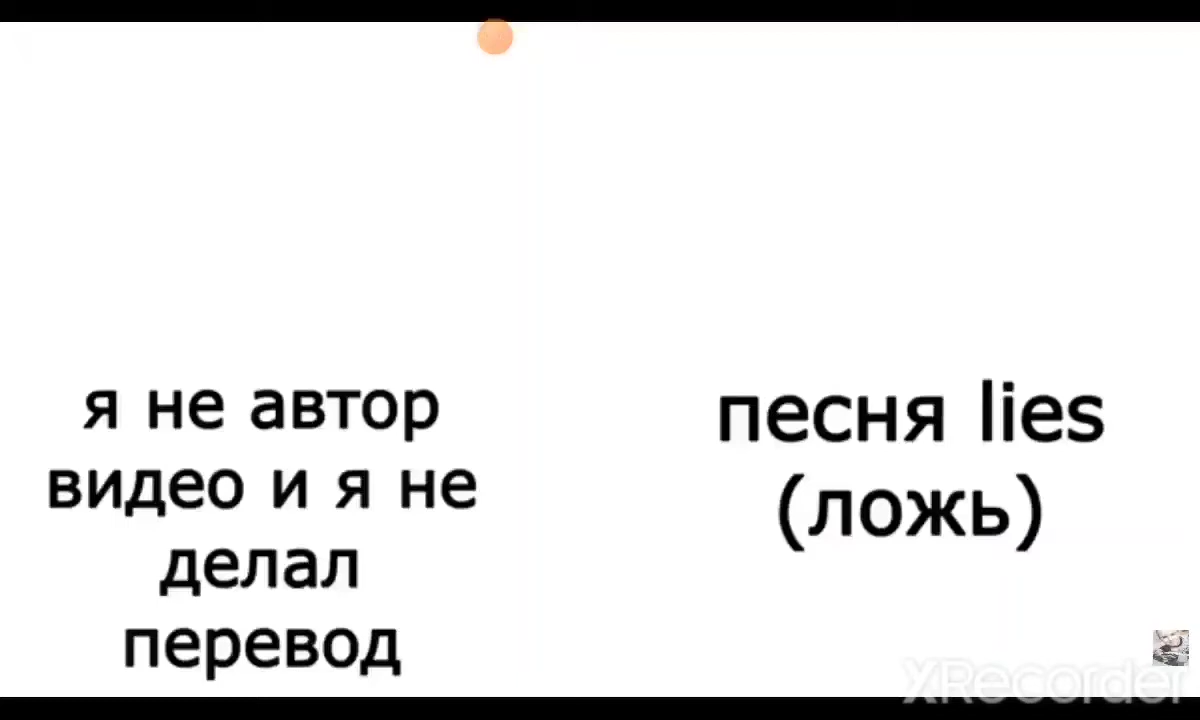 я не автор
видео и я не
делал
перевод
песня lies
(ложь)
XRecorder